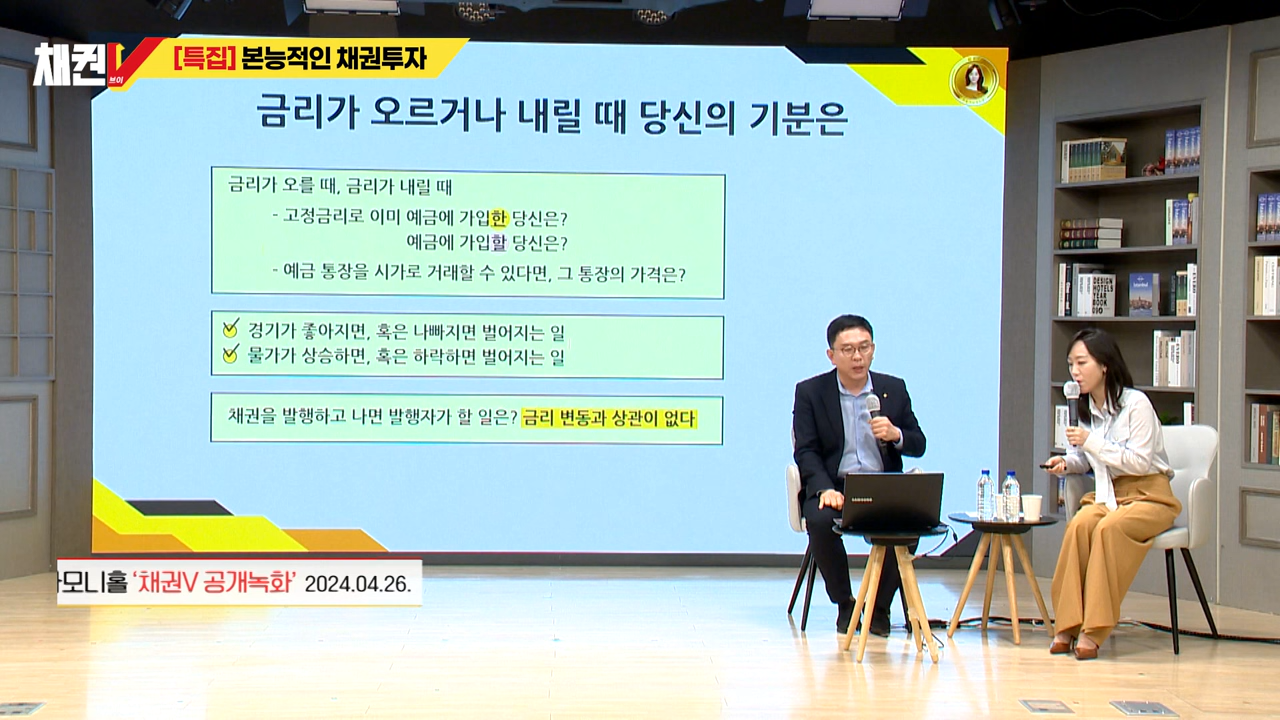 채권V
브이
[특집] 본능적인 채권투자
금리가 오르거나 내릴 때 당신의 기분은
금리가 오를 때, 금리가 내릴 때
- 고정금리로 이미 예금에 가입한 당신은?
예금에 가입할 당신은?
- 예금 통장을 시가로 거래할 수 있다면, 그 통장의 가격은?
경기가 좋아지면, 혹은 나빠지면 벌어지는 일
물가가 상승하면, 혹은 하락하면 벌어지는 일
채권을 발행하고 나면 발행자가 할 일은? 금리 변동과 상관이 없다
모니홀 '채권V 공개녹화' 2024.04.26.
SAMSUNG
DESIGN
HOTELS
YEAR
BOOK